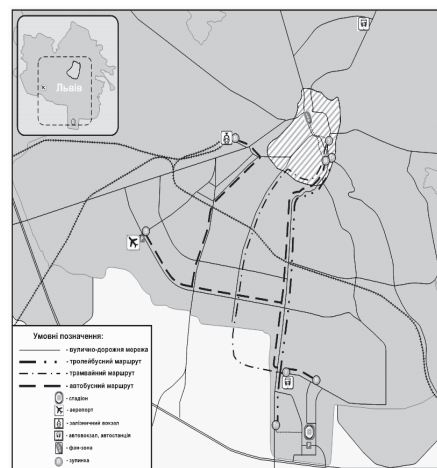 Львів
Умовні позначення:
- вулично-дорожня мережа
- тролейбусний маршрут
- трамвайний маршрут
- автобусний маршрут
- стадіон
- аеропорт
- залізничний вокзал
- автовокзал, автостанція
- фан-зона
- зупинка